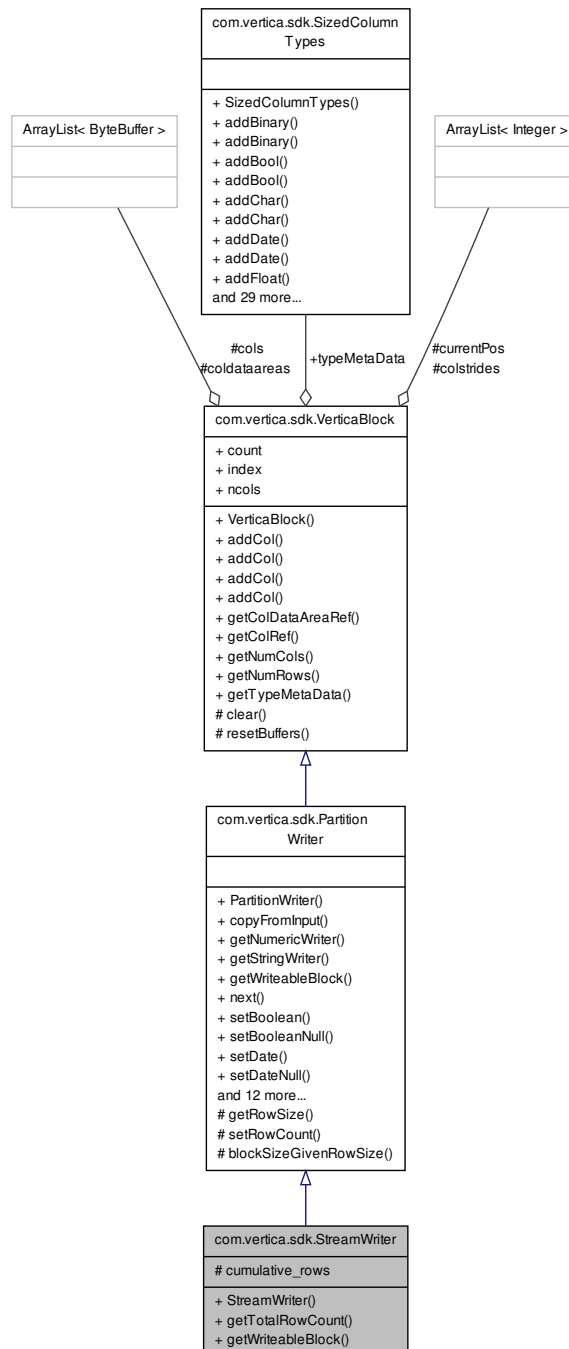 com.vertica.sdk.SizedColumn
Types
+ SizedColumnTypes()
+ addBinary()
+ addBinary()
+ addBool()
+ addBool()
+ addChar()
+ addChar()
+ addDate()
+ addDate()
+ addFloat()
and 29 more...
ArrayList< ByteBuffer >
ArrayList< Integer >
#cols
#coldataareas
+typeMetaData
#currentPos
#colstrides
com.vertica.sdk.VerticaBlock
+ count
+ index
+ ncols
+ VerticaBlock()
+ addCol()
+ addCol()
+ addCol()
+ addCol()
+ getColDataAreaRef()
+ getColRef()
+ getNumCols()
+ getNumRows()
+ getTypeMetaData()
# clear()
# resetBuffers()
com.vertica.sdk.Partition
Writer
+ PartitionWriter()
+ copyFromInput()
+ getNumericWriter()
+ getStringWriter()
+ getWriteableBlock()
+ next()
+ setBoolean()
+ setBooleanNull()
+ setDate()
+ setDateNull()
and 12 more...
# getRowSize()
# setRowCount()
# blockSizeGivenRowSize()
com.vertica.sdk.StreamWriter
# cumulative_rows
+ StreamWriter()
+ getTotalRowCount()
+ getWriteableBlock()